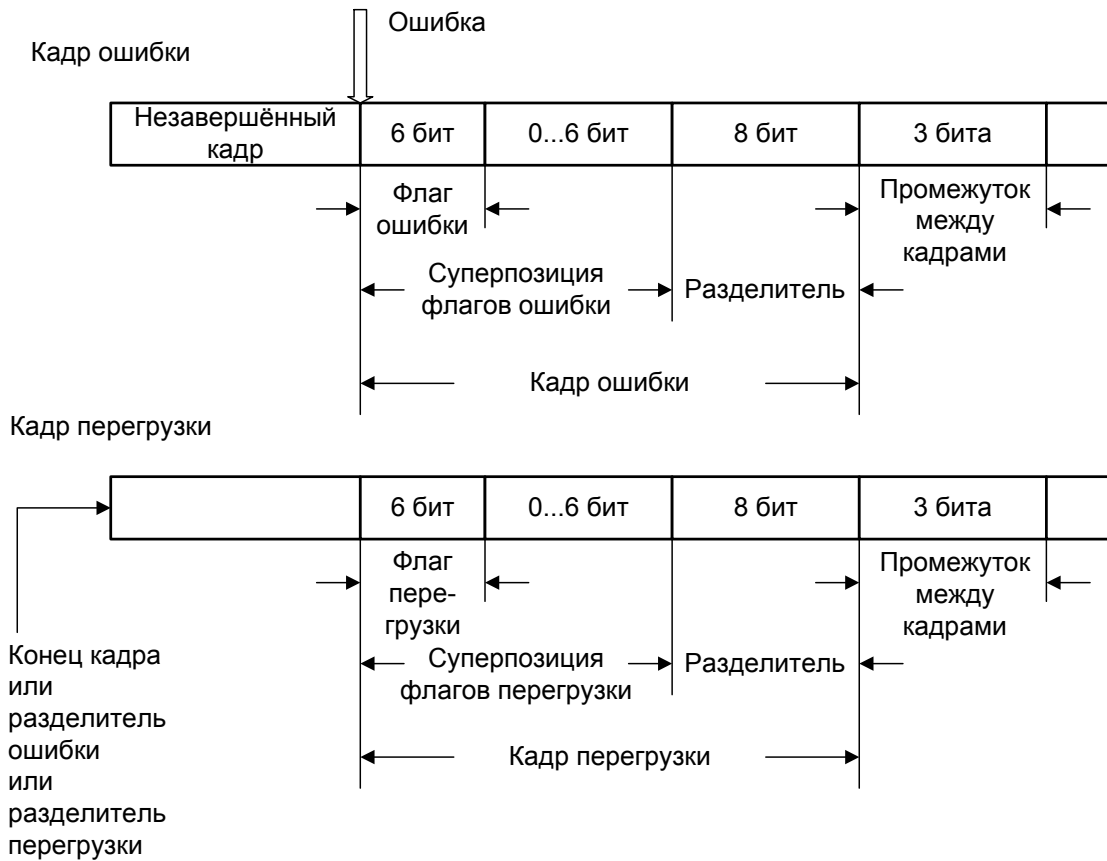 Ошибка
Кадр ошибки
Незавершённый
кадр
6 бит
0...6 бит
8 бит
3 бита
Флаг
ошибки
Промежуток
между
кадрами
Суперпозиция
флагов ошибки
Разделитель
Кадр ошибки
Кадр перегрузки
6 бит
0...6 бит
8 бит
3 бита
Флаг
пере-
грузки
Промежуток
между
кадрами
Суперпозиция
флагов перегрузки
Разделитель
Кадр перегрузки
Конец кадра
или
разделитель
ошибки
или
разделитель
перегрузки